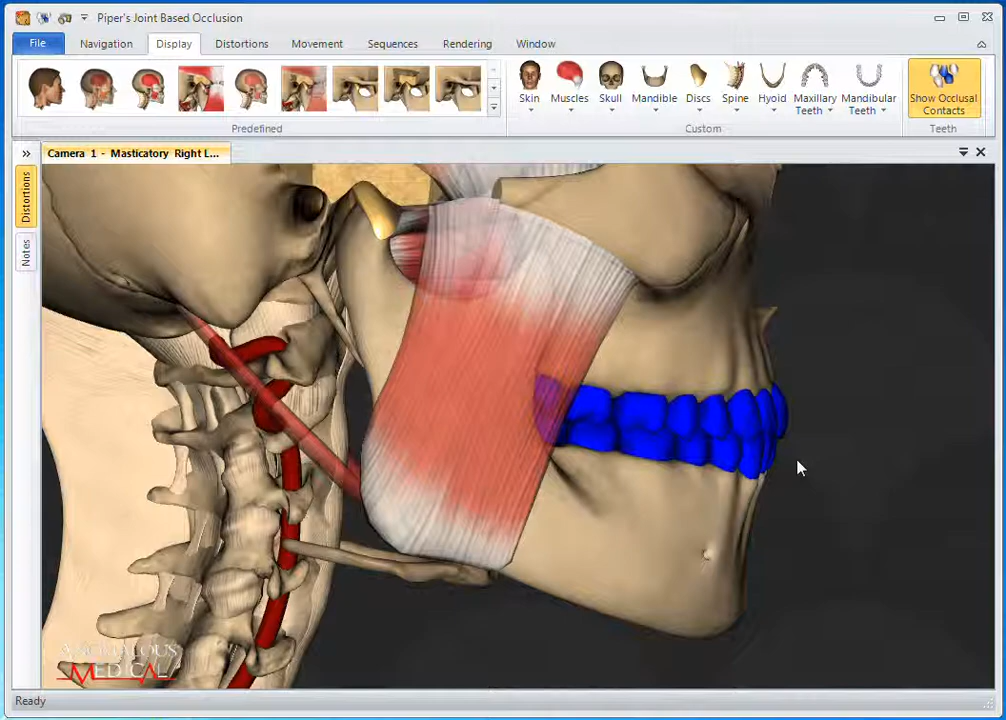 Piper's Joint Based Occlusion
File Navigation Display Distortions Movement Sequences Rendering Window
Skin Muscles Skull Mandible Discs Spine Hyoid Maxillary Teeth Mandibular Teeth Show Occlusal Contacts
Predefined Custom Teeth
Camera 1 - Masticatory Right L...
Distortions
Notes
ANOMALOUS
MEDICAL
Ready